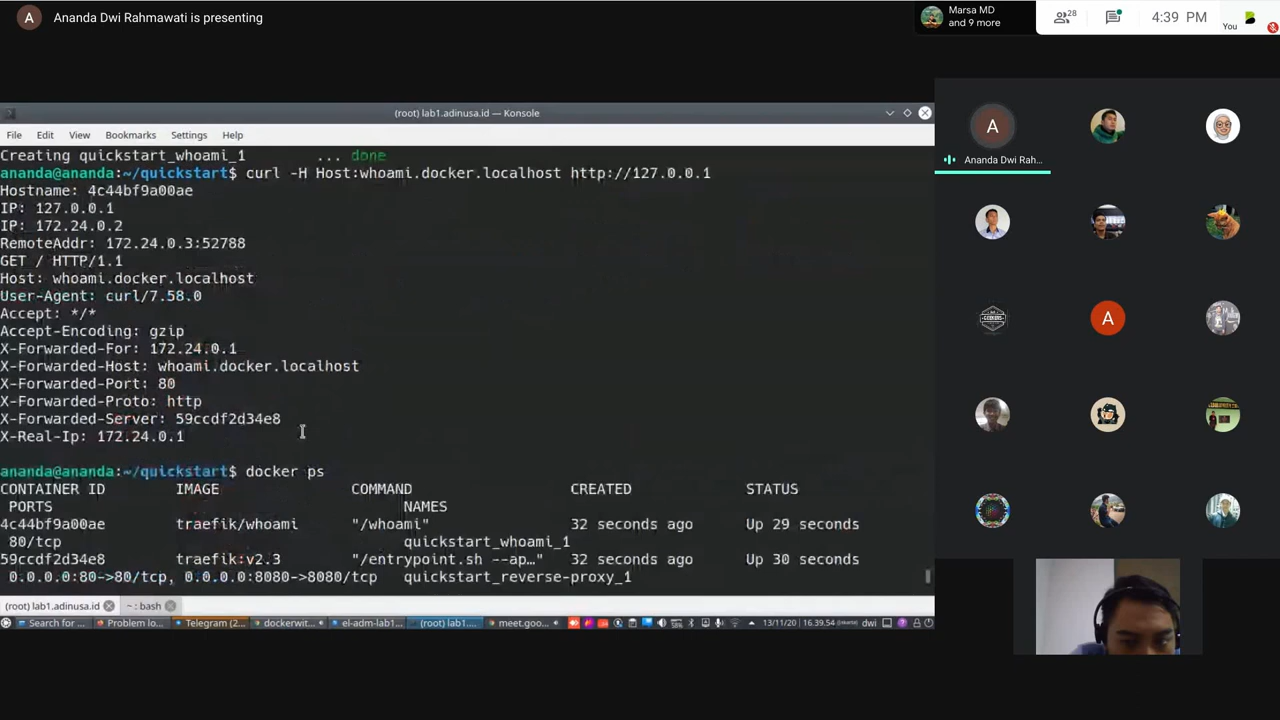 A Ananda Dwi Rahmawati is presenting
Marsa MD
and 9 more
28
4:39 PM
You
(root) lab1.adinusa.id — Konsole
File Edit View Bookmarks Settings Help
Creating quickstart_whoami_1 ... done
ananda@ananda:~/quickstart$ curl -H Host:whoami.docker.localhost http://127.0.0.1
Hostname: 4c44bf9a00ae
IP: 127.0.0.1
IP: 172.24.0.2
RemoteAddr: 172.24.0.3:52788
GET / HTTP/1.1
Host: whoami.docker.localhost
User-Agent: curl/7.58.0
Accept: */*
Accept-Encoding: gzip
X-Forwarded-For: 172.24.0.1
X-Forwarded-Host: whoami.docker.localhost
X-Forwarded-Port: 80
X-Forwarded-Proto: http
X-Forwarded-Server: 59ccdf2d34e8
X-Real-Ip: 172.24.0.1
ananda@ananda:~/quickstart$ docker ps
CONTAINER ID IMAGE COMMAND CREATED STATUS
PORTS NAMES
4c44bf9a00ae traefik/whoami "/whoami" 32 seconds ago Up 29 seconds
80/tcp quickstart_whoami_1
59ccdf2d34e8 traefik:v2.3 "/entrypoint.sh --ap…" 32 seconds ago Up 30 seconds
0.0.0.0:80->80/tcp, 0.0.0.0:8080->8080/tcp quickstart_reverse-proxy_1
(root) lab1.adinusa.id ~ : bash
Search for ... Problem lo... Telegram (2... dockerwit... el-adm-lab1... (root) lab1.... meet.goo... 13/11/20 16.39.54 dwi
A
Ananda Dwi Rah...
A